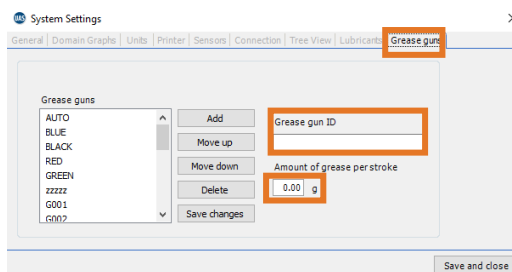 UAS System Settings
General Domain Graphs Units Printer Sensors Connection Tree View Lubricants Grease guns
Grease guns
AUTO
BLUE
BLACK
RED
GREEN
zzzzz
G001
G002
Add
Move up
Move down
Delete
Save changes
Grease gun ID
Amount of grease per stroke
0.00 g
Save and close